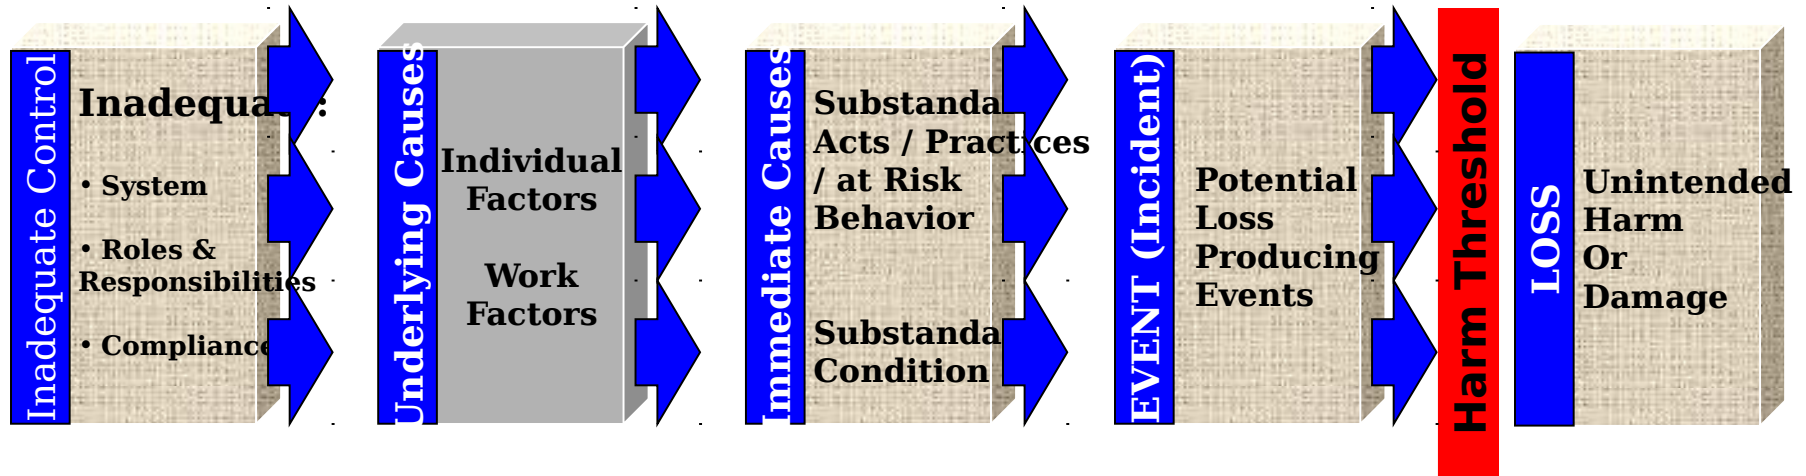 Inadequate Control
Inadequa :
• System
• Roles &
Responsibilities
• Compliance
Underlying Causes
Individual
Factors
Work
Factors
Immediate Causes
Substanda
Acts / Practices
/ at Risk
Behavior
Substanda
Condition
EVENT (Incident)
Potential
Loss
Producing
Events
Harm Threshold
LOSS
Unintended
Harm
Or
Damage